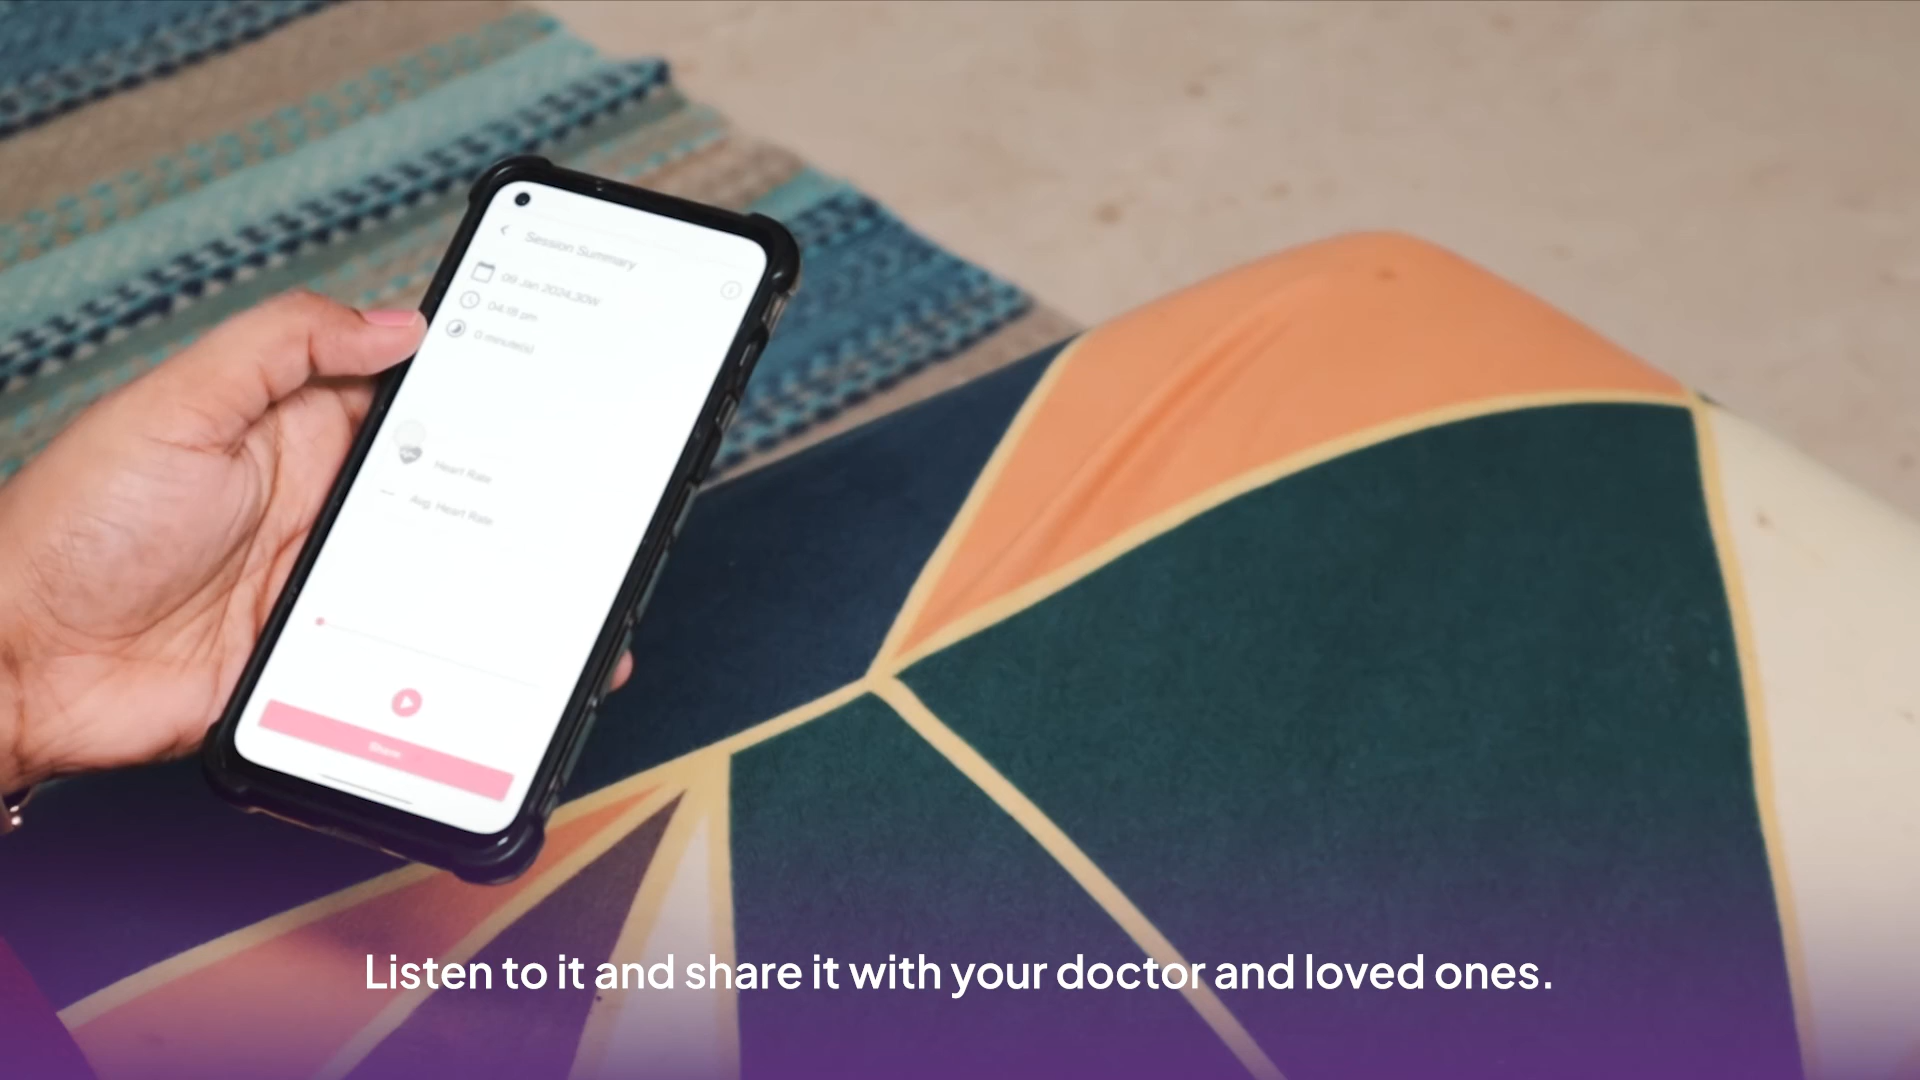 Session Summary
09 Jan 2024,30W
04:18 pm
0 minute(s)
Heart Rate
Avg. Heart Rate
Share
Listen to it and share it with your doctor and loved ones.